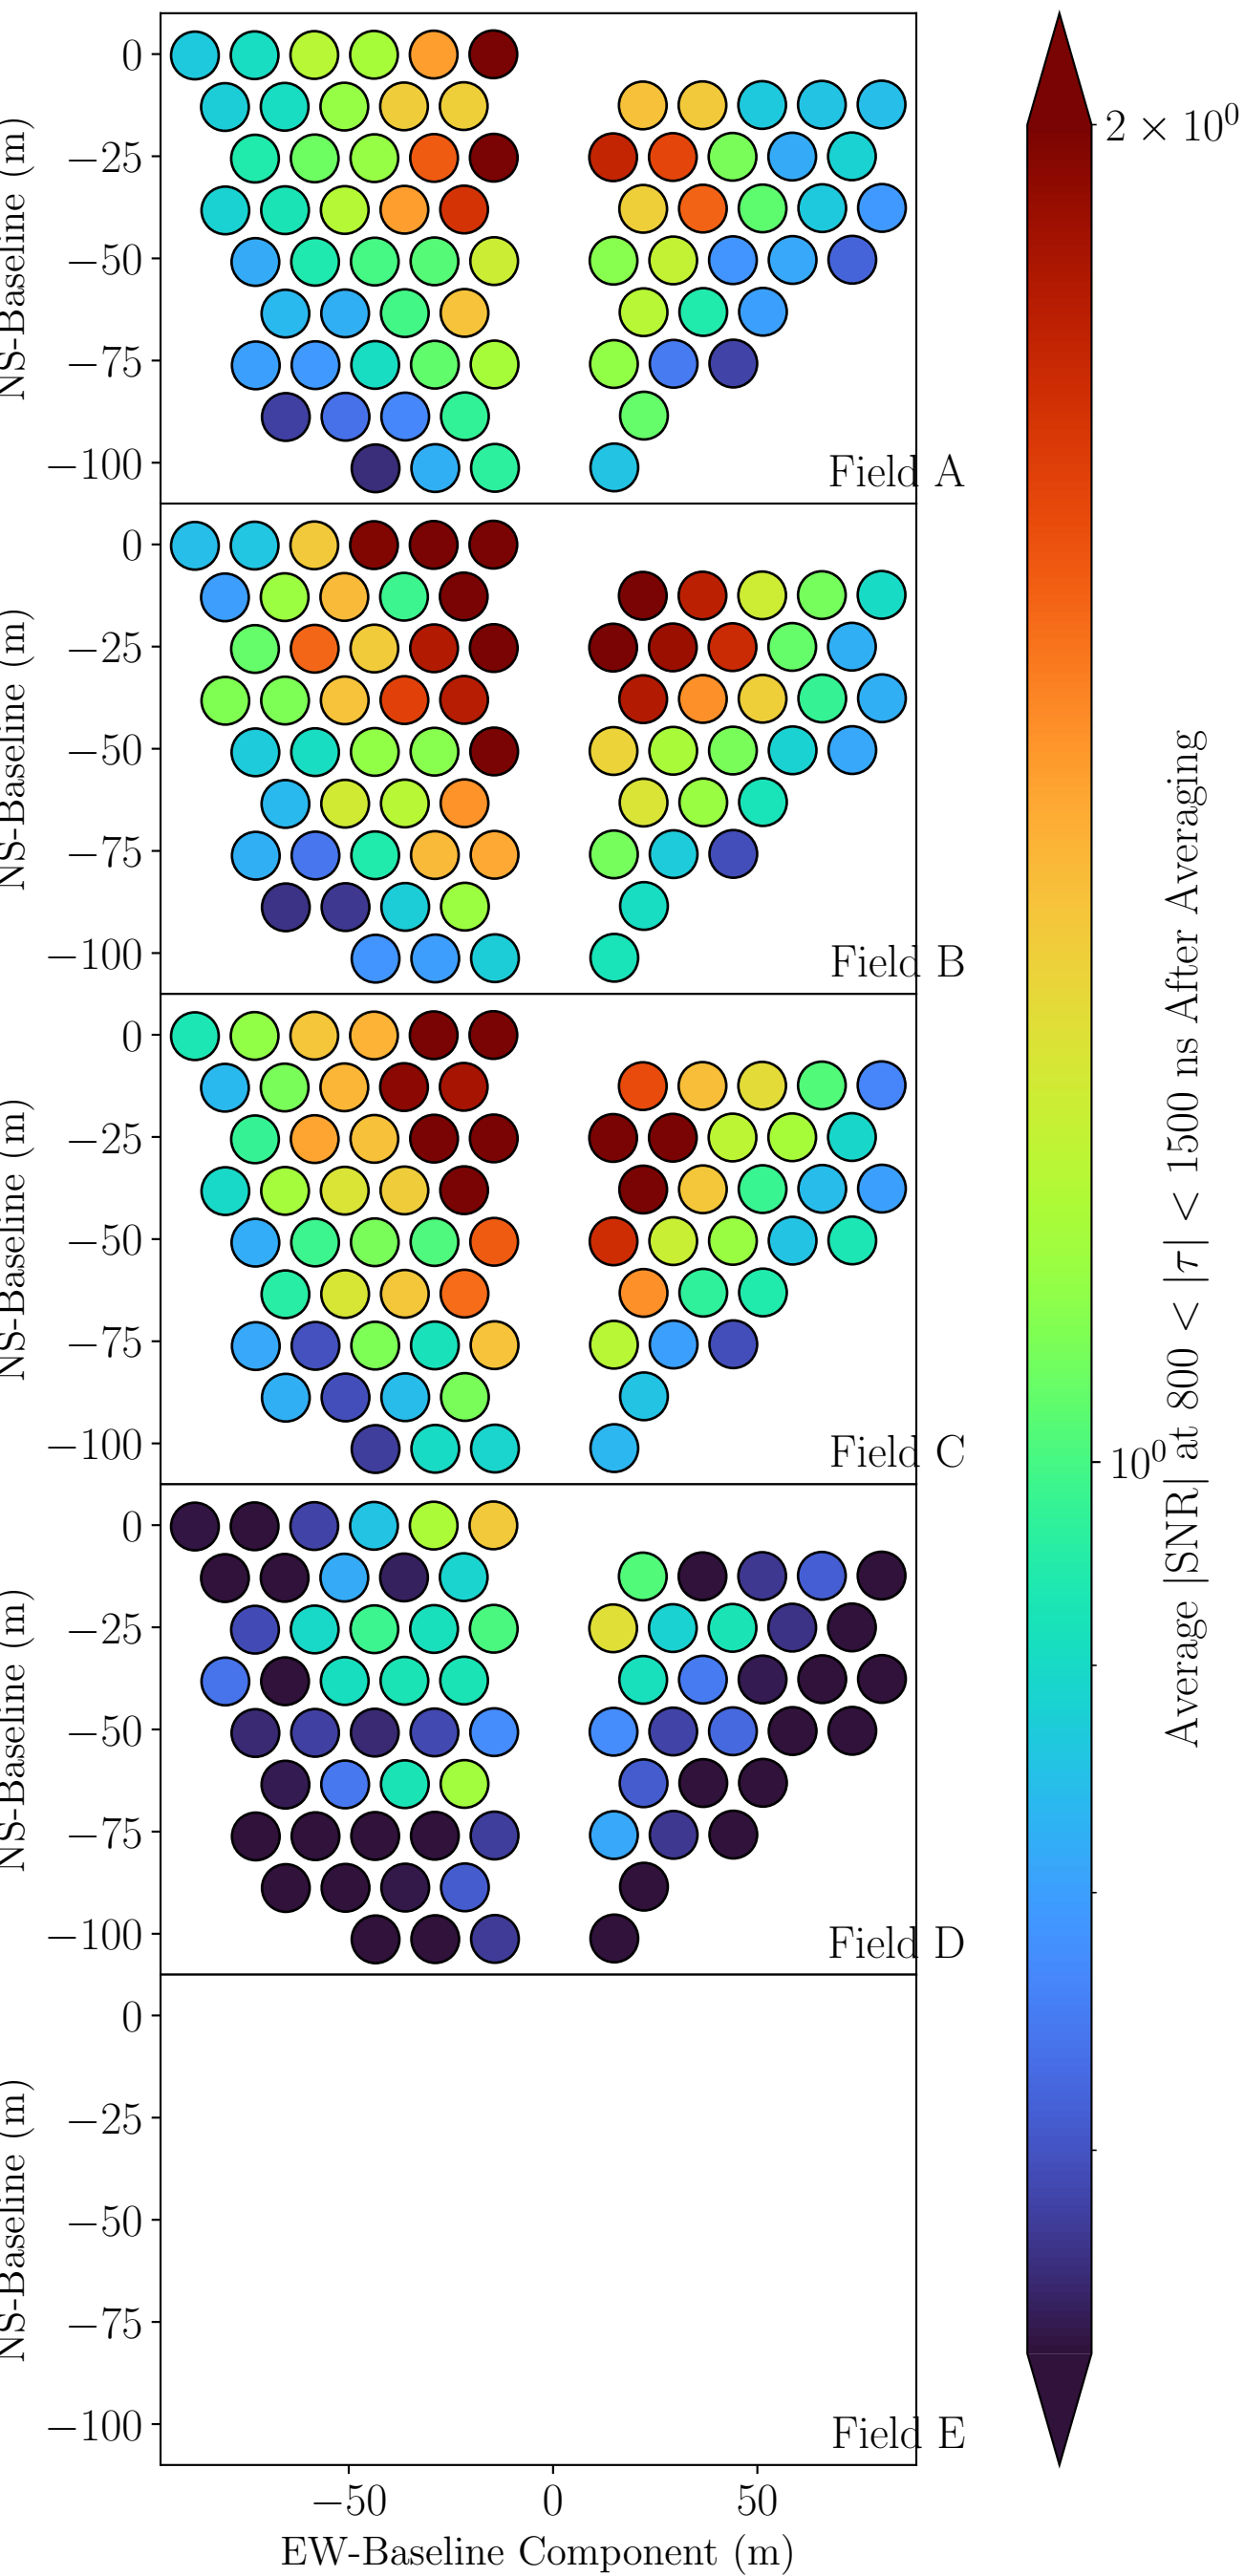 NS-Baseline (m)
0
−25
−50
−75
−100
Field A
NS-Baseline (m)
0
−25
−50
−75
−100
Field B
NS-Baseline (m)
0
−25
−50
−75
−100
Field C
NS-Baseline (m)
0
−25
−50
−75
−100
Field D
NS-Baseline (m)
0
−25
−50
−75
−100
Field E
−50 0 50
EW-Baseline Component (m)
2 × 10⁰
10⁰
Average |SNR| at 800 < |τ| < 1500 ns After Averaging